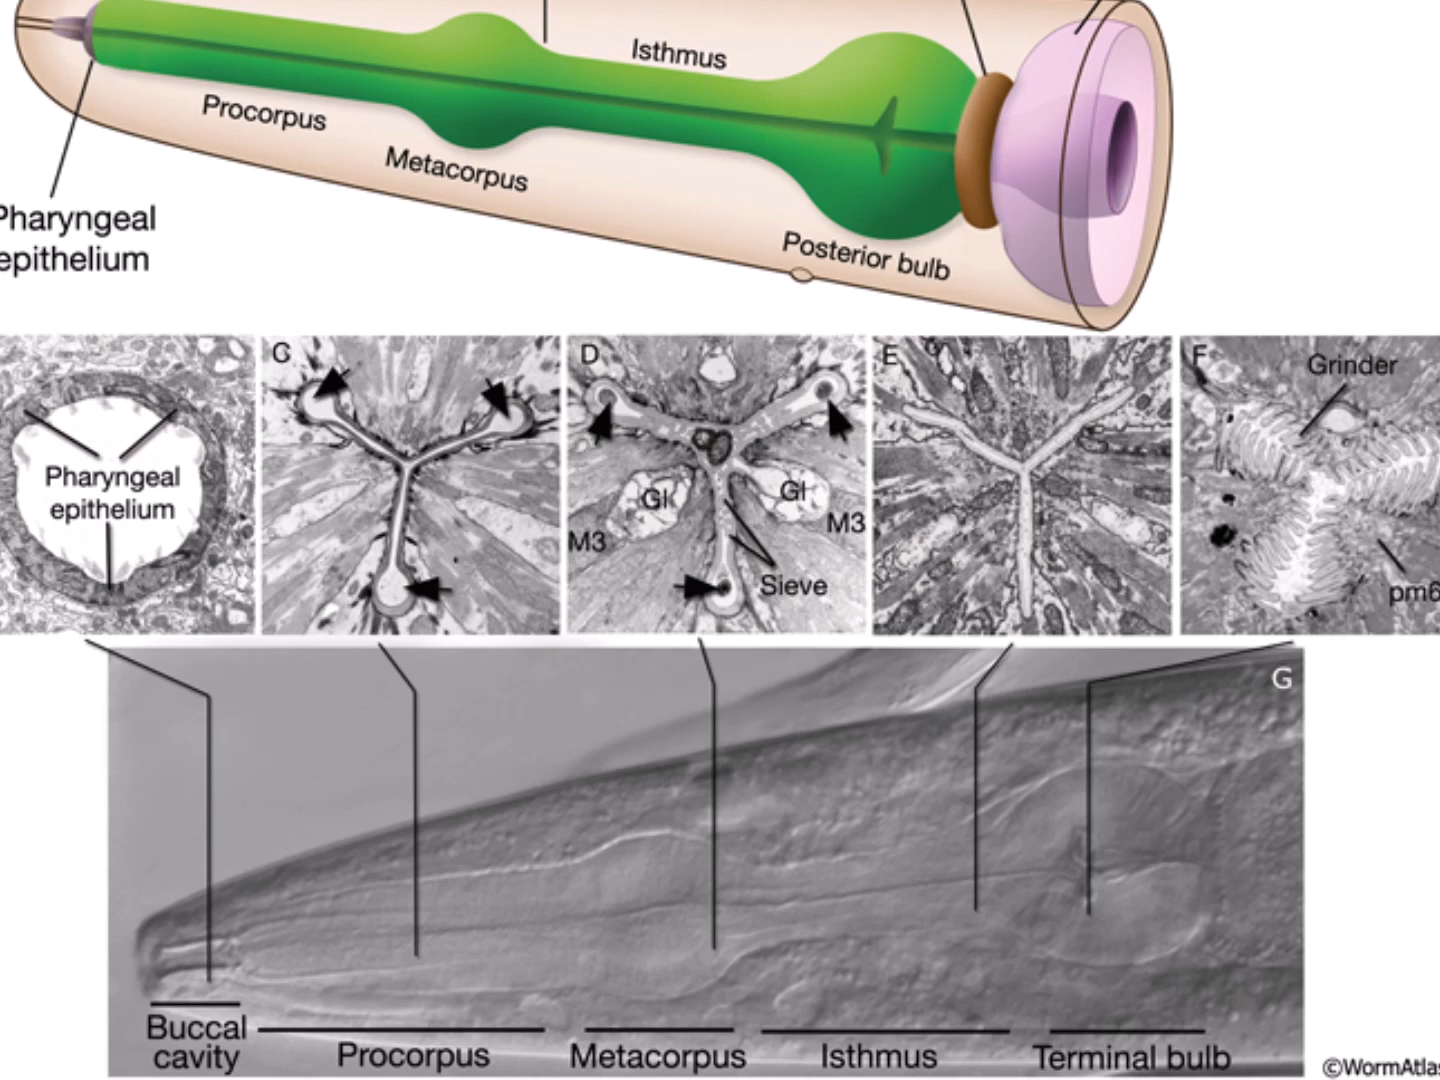 Isthmus
Procorpus
Metacorpus
Pharyngeal
epithelium
Posterior bulb
C
D
E
F
Grinder
Pharyngeal
epithelium
Gl
Gl
M3
M3
Sieve
pm6
G
Buccal
cavity
Procorpus
Metacorpus
Isthmus
Terminal bulb
©WormAtlas